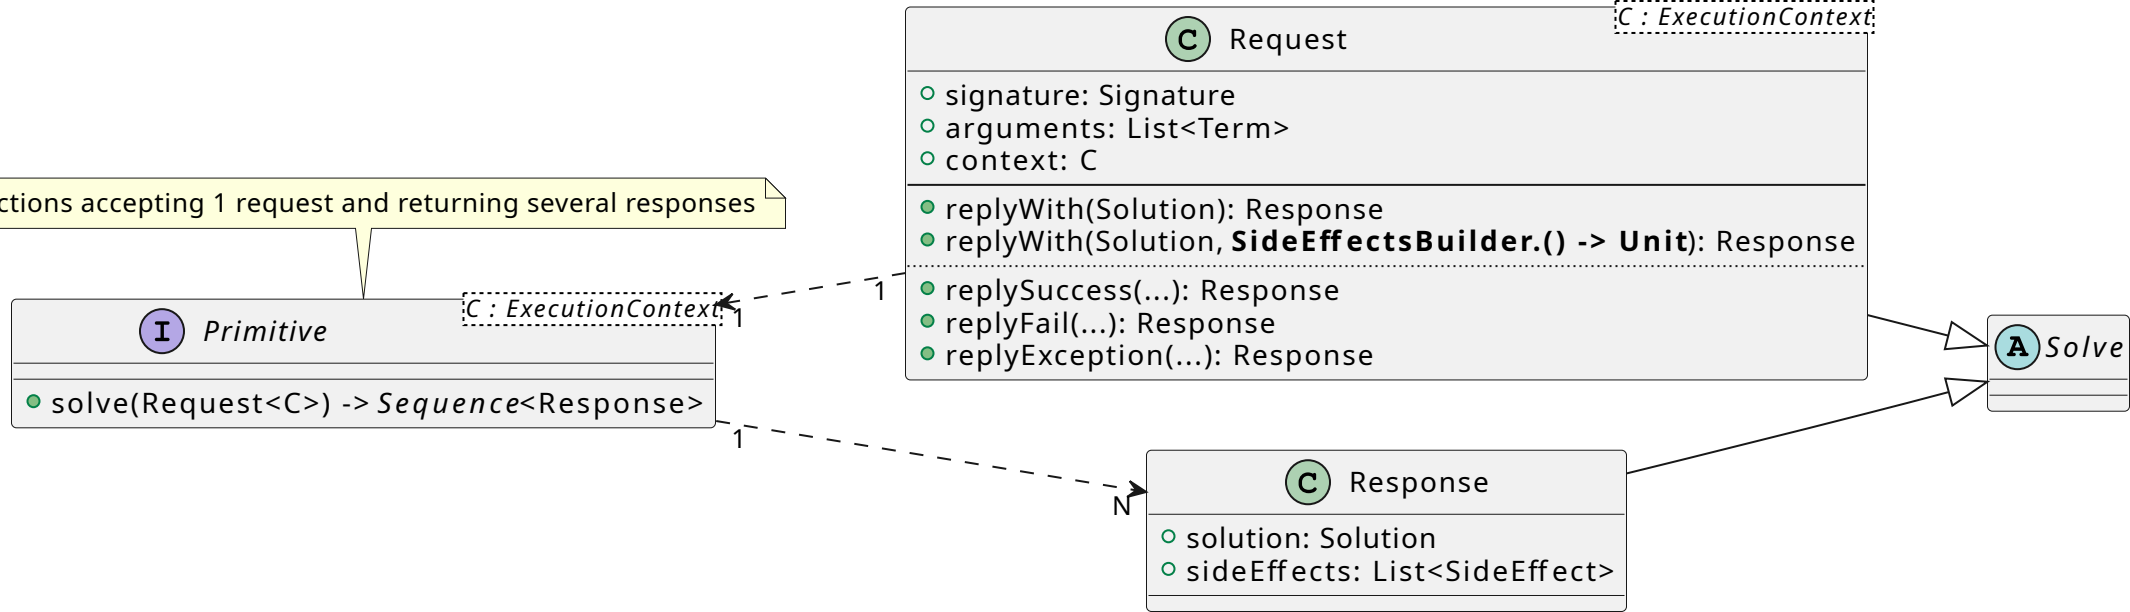 C : ExecutionContext
C Request
signature: Signature
arguments: List<Term>
context: C
replyWith(Solution): Response
replyWith(Solution, SideEffectsBuilder.() -> Unit): Response
replySuccess(...): Response
replyFail(...): Response
replyException(...): Response
accepting 1 request and returning several responses
C : ExecutionContext
I Primitive
solve(Request<C>) -> Sequence<Response>
1
1
1
N
A Solve
C Response
solution: Solution
sideEffects: List<SideEffect>